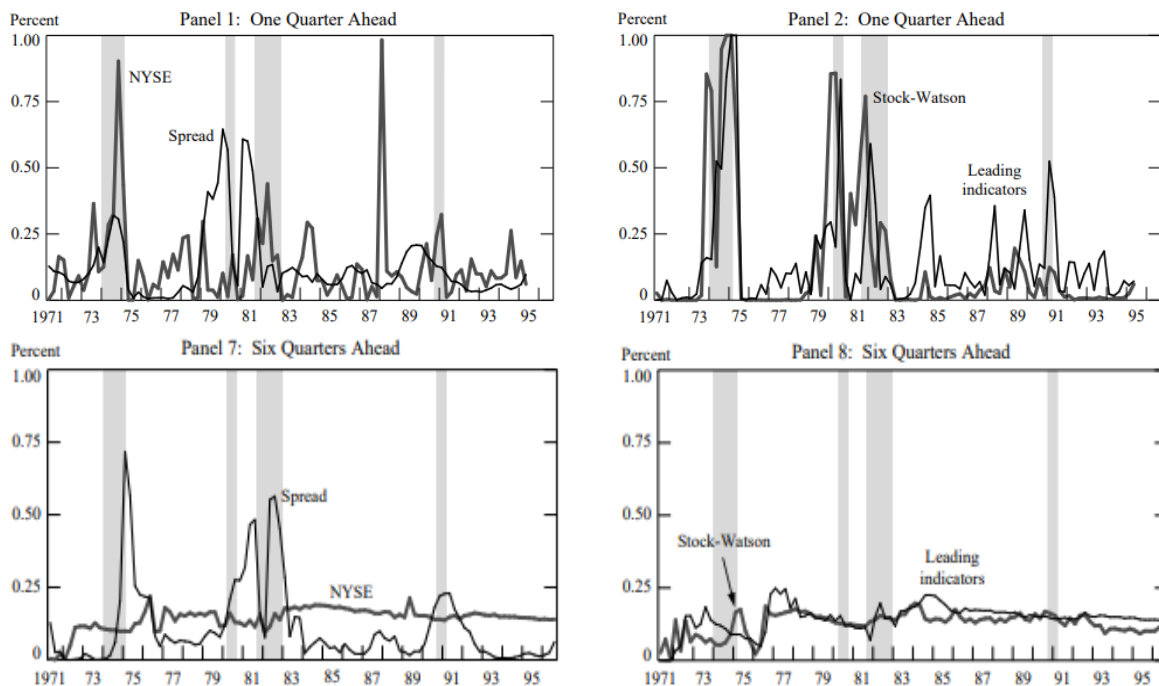 Percent Panel 1: One Quarter Ahead
1.00
NYSE
0.75
Spread
0.50
0.25
0
1971 73 75 77 79 81 83 85 87 89 91 93 95
Percent Panel 2: One Quarter Ahead
1.00
0.75
Stock-Watson
0.50
Leading
indicators
0.25
0
1971 73 75 77 79 81 83 85 87 89 91 93 95
Percent Panel 7: Six Quarters Ahead
1.00
0.75
0.50
Spread
0.25
NYSE
0
1971 73 75 77 79 81 83 85 87 89 91 93 95
Percent Panel 8: Six Quarters Ahead
1.00
0.75
0.50
Stock-Watson
Leading
indicators
0.25
0
1971 73 75 77 79 81 83 85 87 89 91 93 95